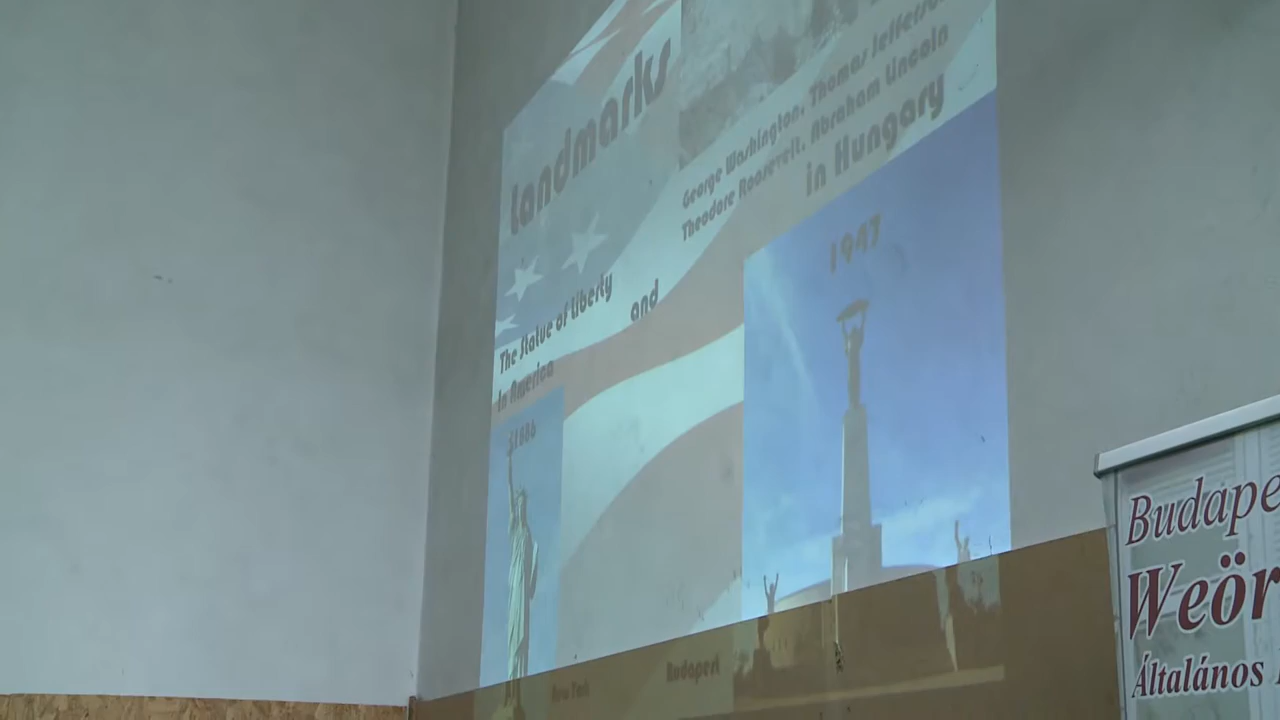 Landmarks
George Washington, Thomas Jefferson
Theodore Roosevelt, Abraham Lincoln
in Hungary
1947
The Statue of Liberty
and
in America
1886
New York
Budapest
Budape
Weör
Általános